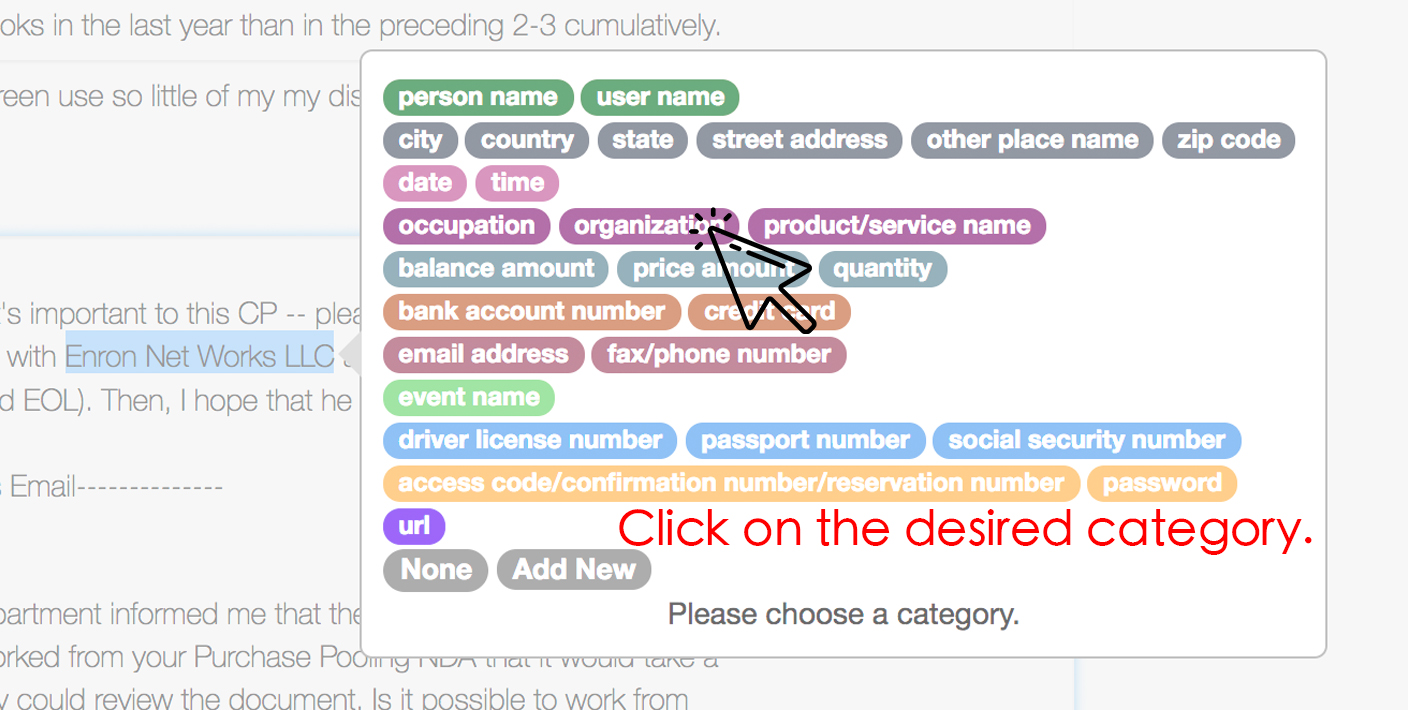 oks in the last year than in the preceding 2-3 cumulatively.
reen use so little of my my dis
person name user name
city country state street address other place name zip code
date time
occupation organization product/service name
balance amount price amount quantity
bank account number credit card
email address fax/phone number
event name
driver license number passport number social security number
access code/confirmation number/reservation number password
url
Click on the desired category.
None Add New
Please choose a category.
's important to this CP -- plea
with Enron Net Works LLC
d EOL). Then, I hope that he
s Email--------------
partment informed me that the
orked from your Purchase Pooling NDA that it would take a
y could review the document. Is it possible to work from